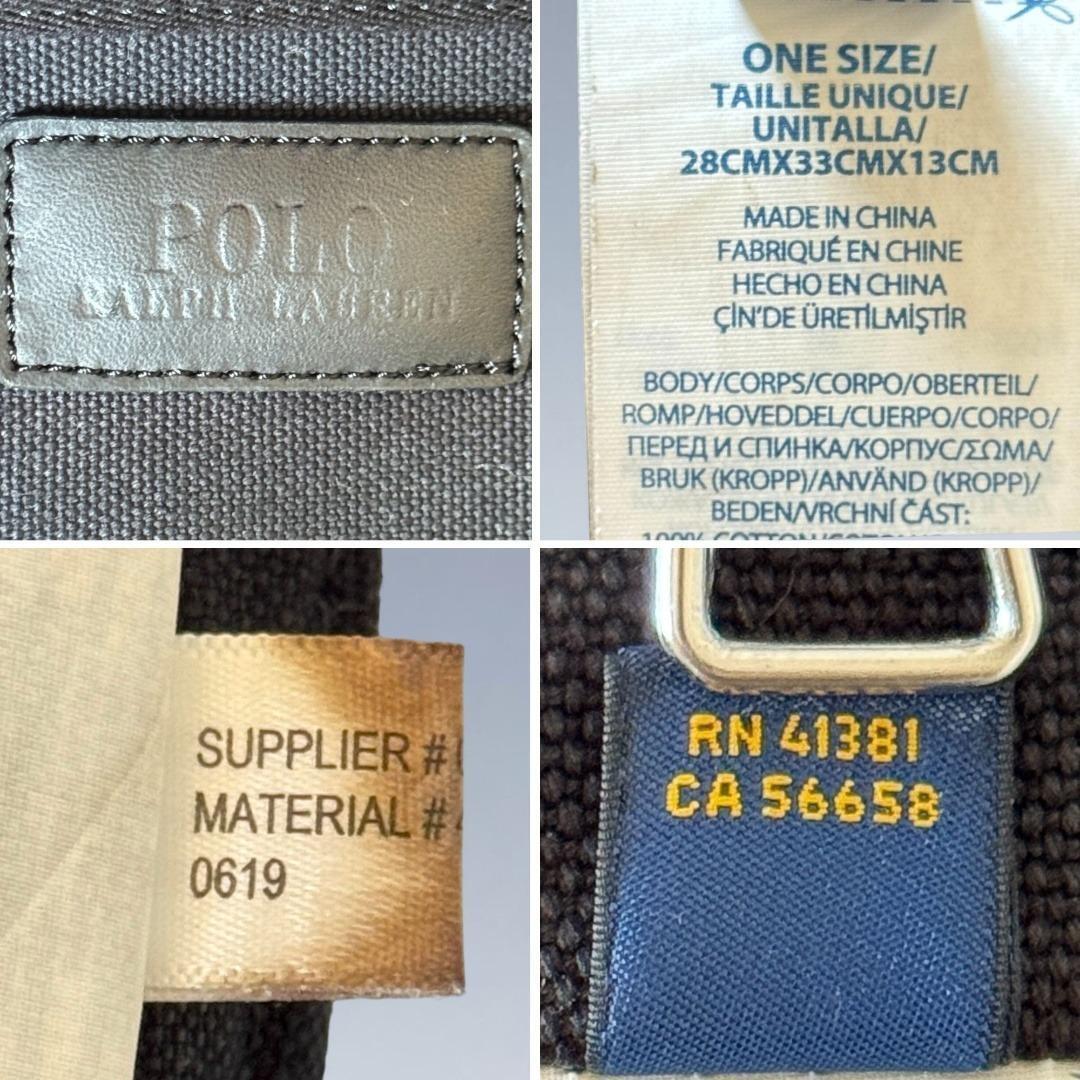 POLO
RALPH LAUREN
ONE SIZE/
TAILLE UNIQUE/
UNITALLA/
28CMX33CMX13CM
MADE IN CHINA
FABRIQUÉ EN CHINE
HECHO EN CHINA
ÇİN'DE ÜRETİLMİŞTİR
BODY/CORPS/CORPO/OBERTEIL/
ROMP/HOVEDDEL/CUERPO/CORPO/
ПЕРЕД И СПИНКА/КОРПУС/ΣΩΜΑ/
BRUK (KROPP)/ANVÄND (KROPP)/
BEDEN/VRCHNÍ ČÁST:
100% COTTON/
SUPPLIER #
MATERIAL #
0619
RN 41381
CA 56658